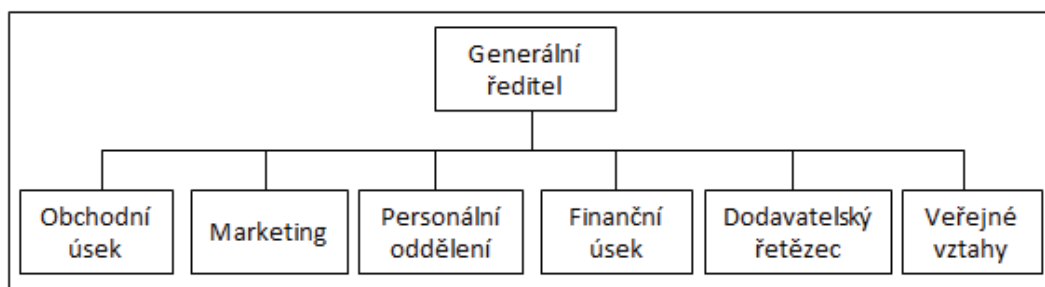 Generální
ředitel
Obchodní
úsek
Marketing
Personální
oddělení
Finanční
úsek
Dodavatelský
řetězec
Veřejné
vztahy